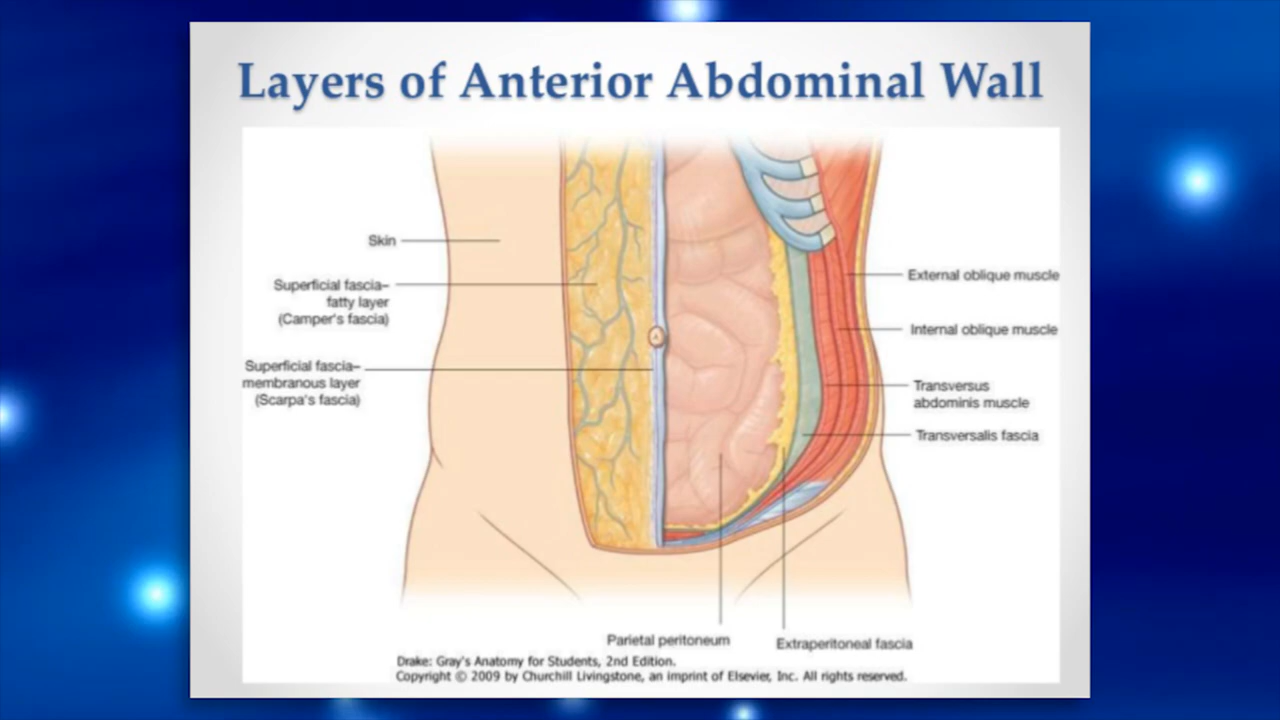 Layers of Anterior Abdominal Wall
Skin
Superficial fascia–
fatty layer
(Camper's fascia)
Superficial fascia–
membranous layer
(Scarpa's fascia)
External oblique muscle
Internal oblique muscle
Transversus
abdominis muscle
Transversalis fascia
Parietal peritoneum
Extraperitoneal fascia
Drake: Gray's Anatomy for Students, 2nd Edition.
Copyright © 2009 by Churchill Livingstone, an imprint of Elsevier, Inc. All rights reserved.